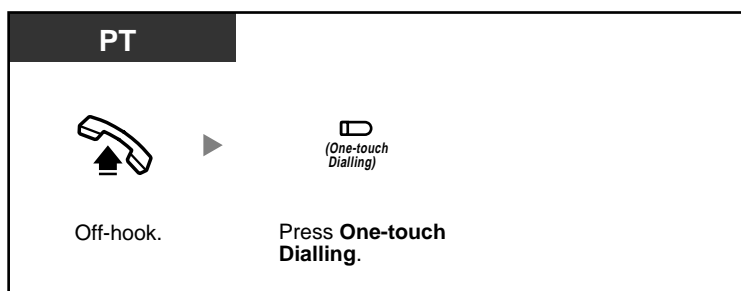 PT
(One-touch
Dialling)
Off-hook.
Press One-touch
Dialling.